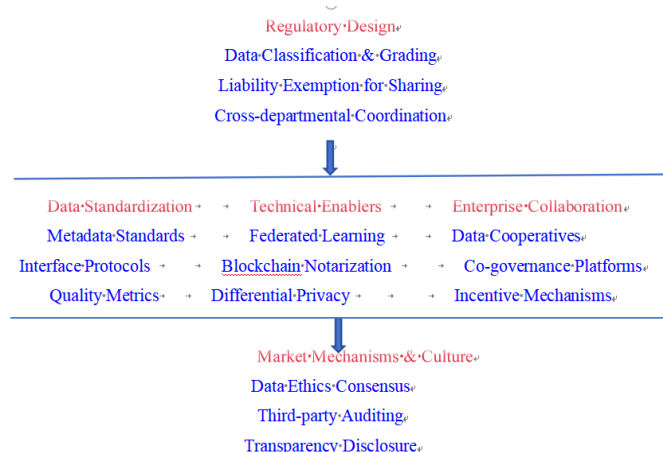 Regulatory Design
Data Classification & Grading
Liability Exemption for Sharing
Cross-departmental Coordination
Data Standardization Technical Enablers Enterprise Collaboration
Metadata Standards Federated Learning Data Cooperatives
Interface Protocols Blockchain Notarization Co-governance Platforms
Quality Metrics Differential Privacy Incentive Mechanisms
Market Mechanisms & Culture
Data Ethics Consensus
Third-party Auditing
Transparency Disclosure